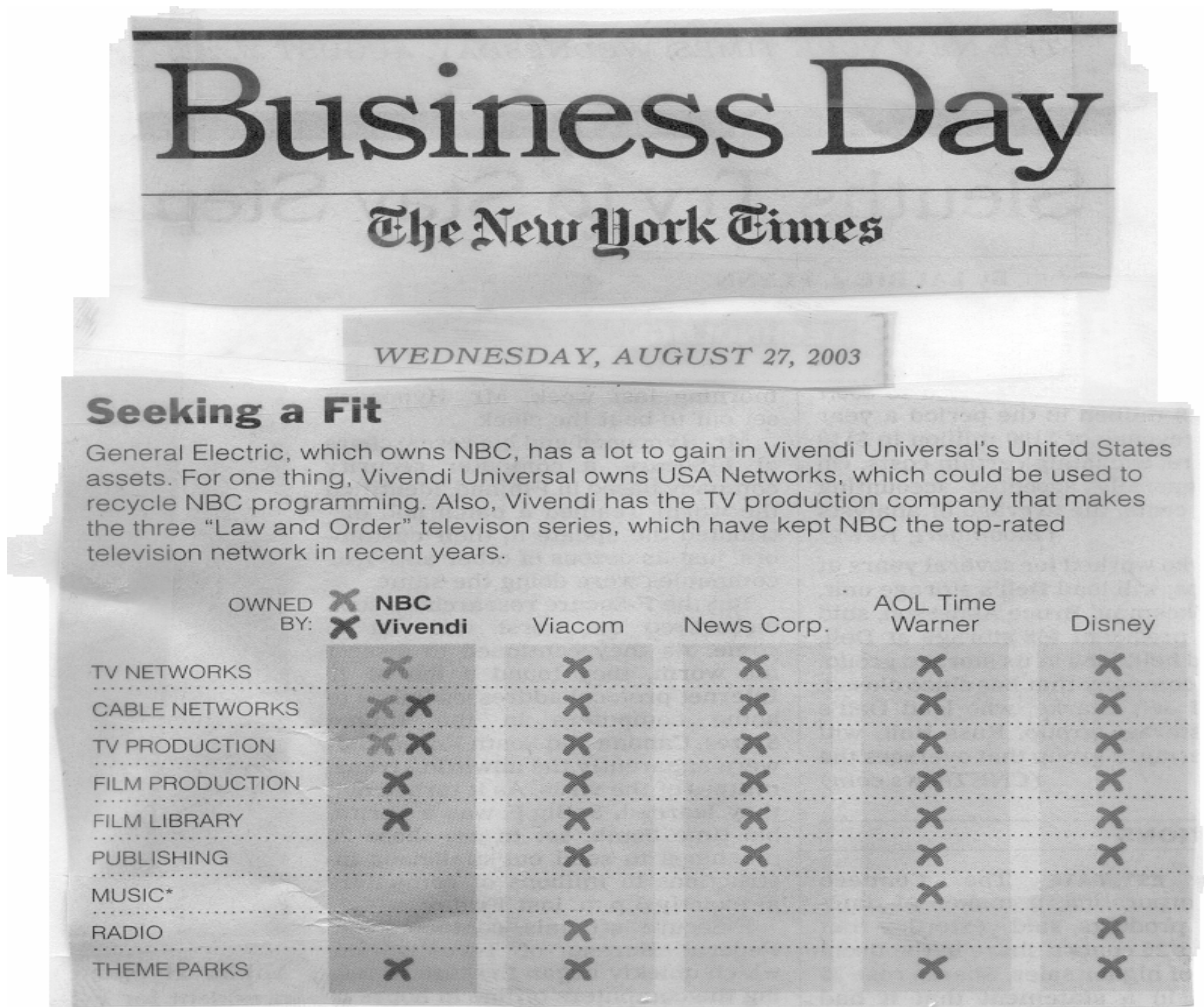 Business Day
The New York Times
WEDNESDAY, AUGUST 27, 2003
Seeking a Fit
General Electric, which owns NBC, has a lot to gain in Vivendi Universal's United States
assets. For one thing, Vivendi Universal owns USA Networks, which could be used to
recycle NBC programming. Also, Vivendi has the TV production company that makes
the three “Law and Order” televison series, which have kept NBC the top-rated
television network in recent years.
OWNED BY:
NBC
Vivendi
Viacom
News Corp.
AOL Time
Warner
Disney
TV NETWORKS
CABLE NETWORKS
TV PRODUCTION
FILM PRODUCTION
FILM LIBRARY
PUBLISHING
MUSIC*
RADIO
THEME PARKS